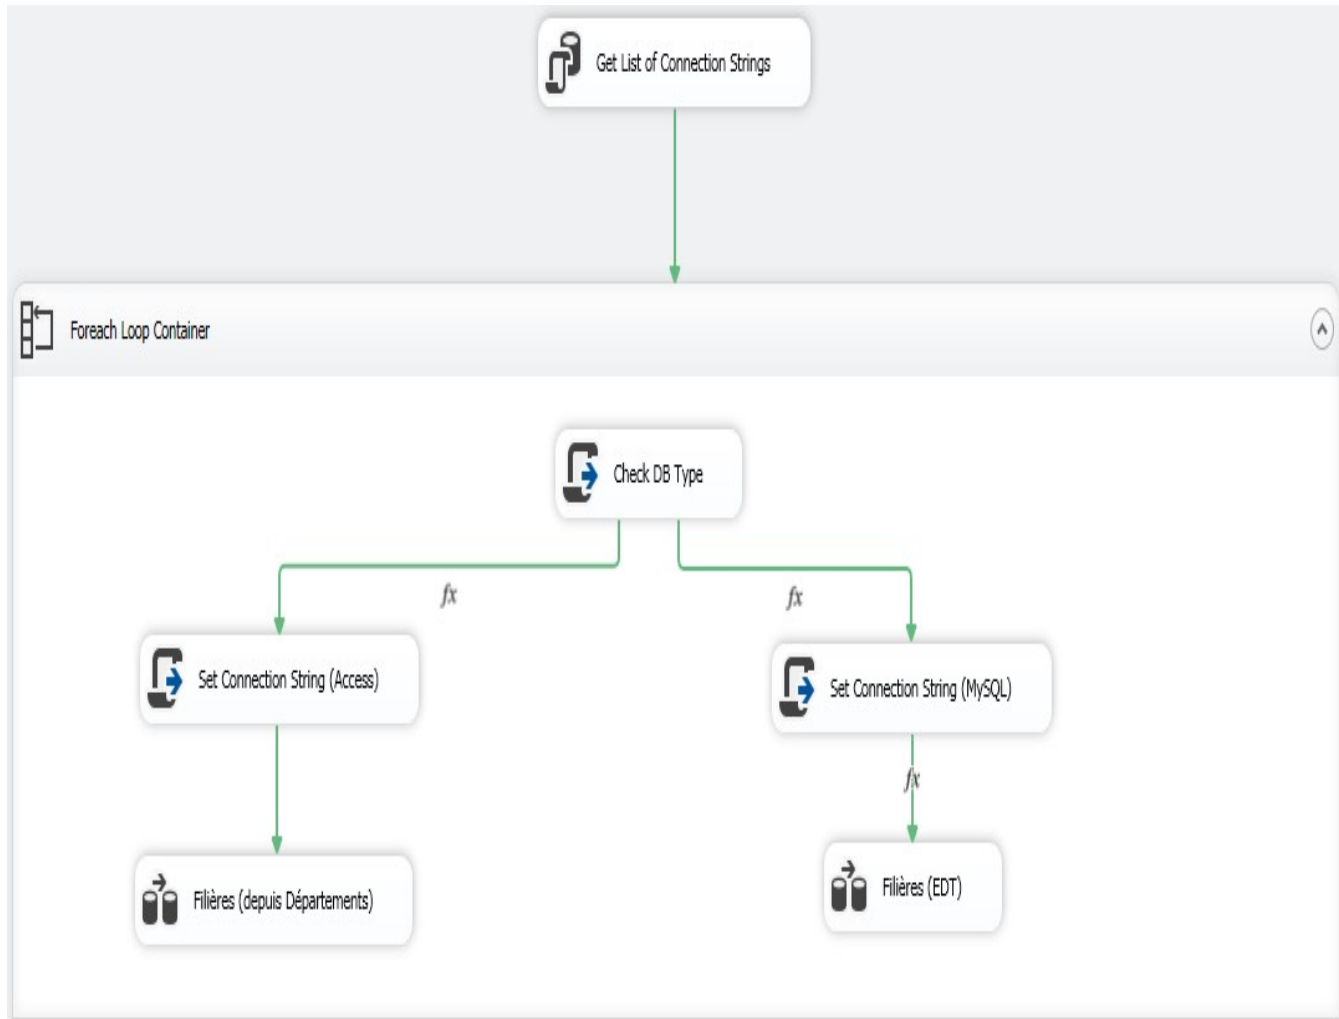 Get List of Connection Strings
Foreach Loop Container
Check DB Type
fx
fx
Set Connection String (Access)
Set Connection String (MySQL)
fx
Filières (depuis Départements)
Filières (EDT)